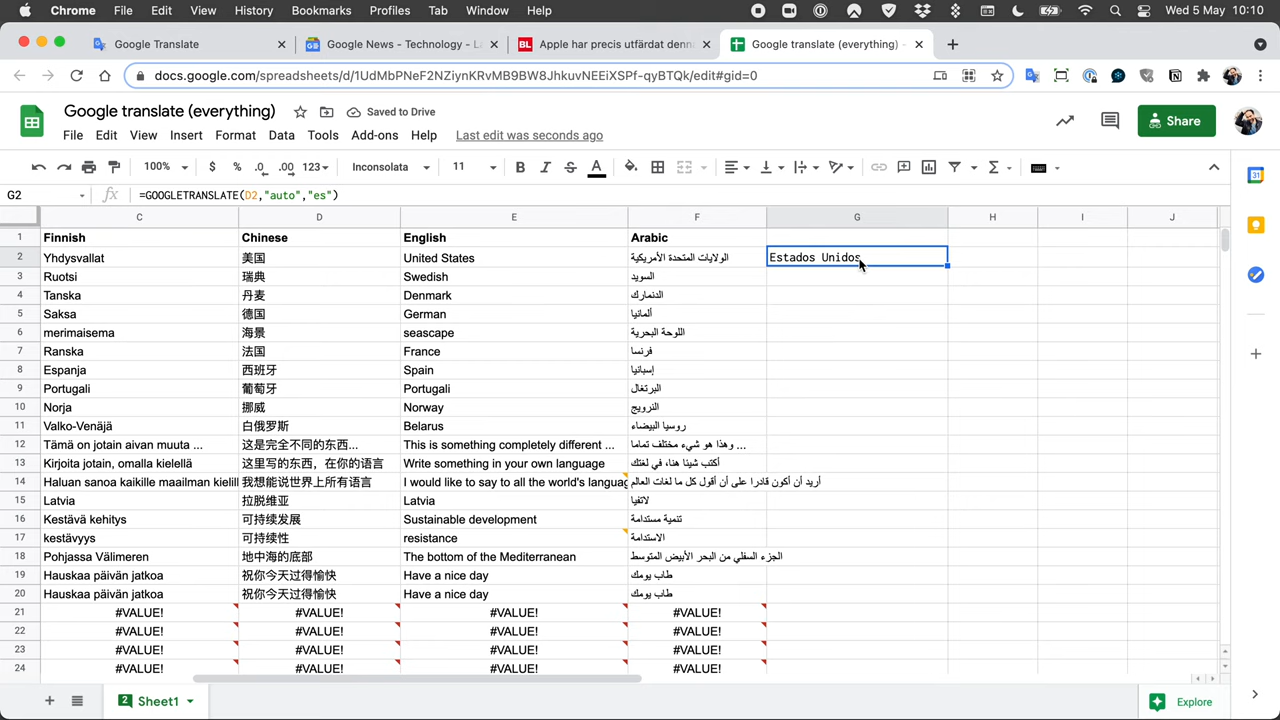 Chrome File Edit View History Bookmarks Profiles Tab Window Help Wed 5 May 10:10
Google Translate
Google News - Technology - L
Apple har precis utfärdat denn
Google translate (everything) -
docs.google.com/spreadsheets/d/1UdMbPNeF2NZiynKRvMB9BW8JhkuvNEEiXSPf-qyBTQk/edit#gid=0
Google translate (everything)
Saved to Drive
File Edit View Insert Format Data Tools Add-ons Help Last edit was seconds ago
Share
100% $ % .0 .00 123 Inconsolata 11 B I S A
G2 fx =GOOGLETRANSLATE(D2,"auto","es")
C D E F G H I J
1 Finnish Chinese English Arabic
2 Yhdysvallat 美国 United States الولايات المتحدة الأمريكية Estados Unidos
3 Ruotsi 瑞典 Swedish السويد
4 Tanska 丹麦 Denmark الدنمارك
5 Saksa 德国 German ألمانيا
6 merimaisema 海景 seascape اللوحة البحرية
7 Ranska 法国 France فرنسا
8 Espanja 西班牙 Spain إسبانيا
9 Portugali 葡萄牙 Portugali البرتغال
10 Norja 挪威 Norway النرويج
11 Valko-Venäjä 白俄罗斯 Belarus روسيا البيضاء
12 Tämä on jotain aivan muuta ... 这是完全不同的东西... This is something completely different ... وهذا هو شيء مختلف تماما ...
13 Kirjoita jotain, omalla kielellä 这里写的东西，在你的语言 Write something in your own language أكتب شيئا هنا، في لغتك
14 Haluan sanoa kaikille maailman kielill 我想能说世界上所有语言 I would like to say to all the world's languag أريد أن أكون قادرا على أن أقول كل ما لغات العالم
15 Latvia 拉脱维亚 Latvia لاتفيا
16 Kestävä kehitys 可持续发展 Sustainable development تنمية مستدامة
17 kestävyys 可持续性 resistance الاستدامة
18 Pohjassa Välimeren 地中海的底部 The bottom of the Mediterranean الجزء السفلي من البحر الأبيض المتوسط
19 Hauskaa päivän jatkoa 祝你今天过得愉快 Have a nice day طاب يومك
20 Hauskaa päivän jatkoa 祝你今天过得愉快 Have a nice day طاب يومك
21 #VALUE! #VALUE! #VALUE! #VALUE!
22 #VALUE! #VALUE! #VALUE! #VALUE!
23 #VALUE! #VALUE! #VALUE! #VALUE!
24 #VALUE! #VALUE! #VALUE! #VALUE!
2 Sheet1
Explore